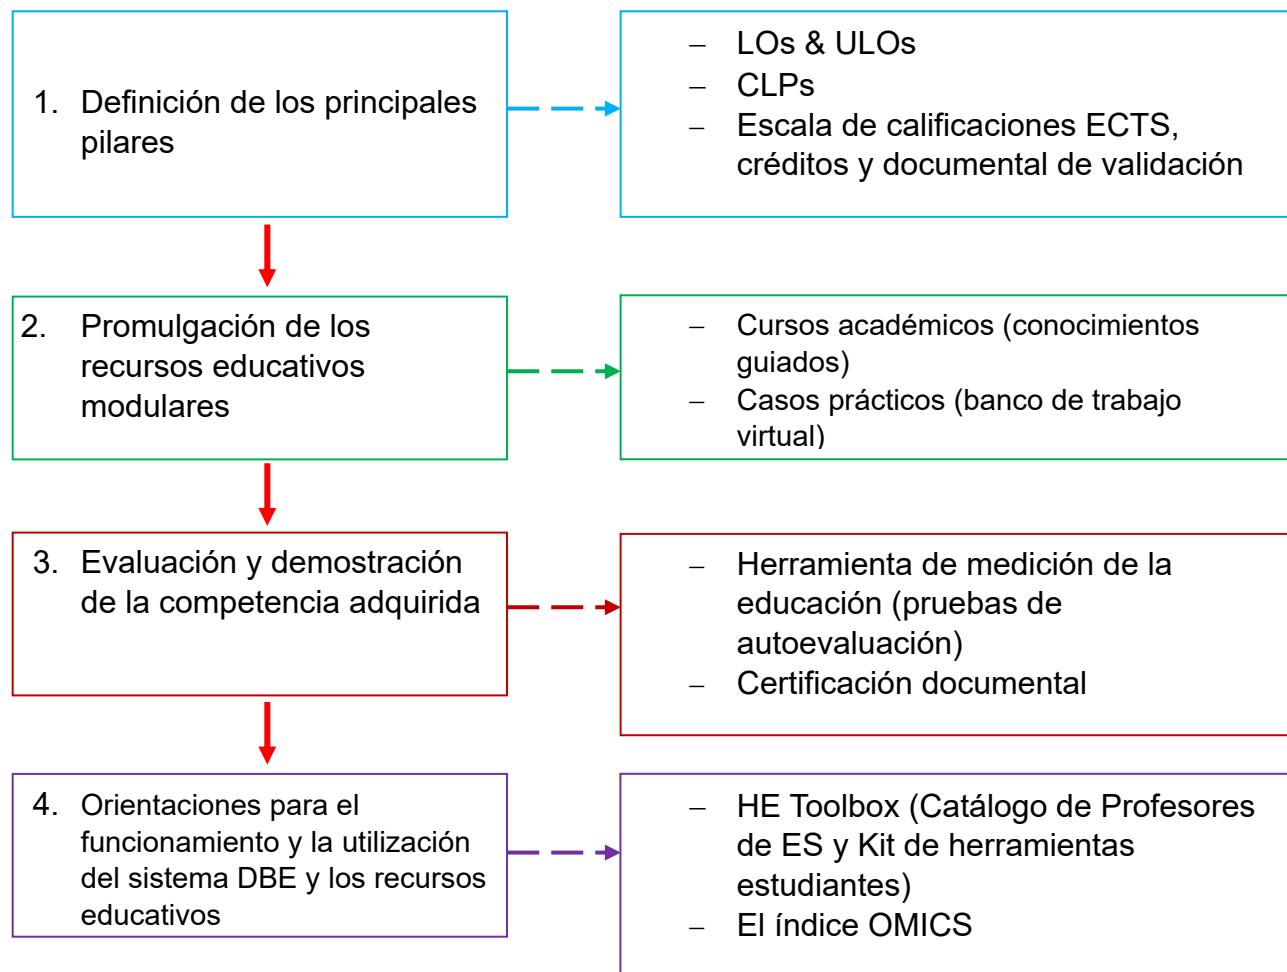 1. Definición de los principales
pilares
– LOs & ULOs
– CLPs
– Escala de calificaciones ECTS,
créditos y documental de validación
2. Promulgación de los
recursos educativos
modulares
– Cursos académicos (conocimientos
guiados)
– Casos prácticos (banco de trabajo
virtual)
3. Evaluación y demostración
de la competencia adquirida
– Herramienta de medición de la
educación (pruebas de
autoevaluación)
– Certificación documental
4. Orientaciones para el
funcionamiento y la utilización
del sistema DBE y los recursos
educativos
– HE Toolbox (Catálogo de Profesores
de ES y Kit de herramientas
estudiantes)
– El índice OMICS